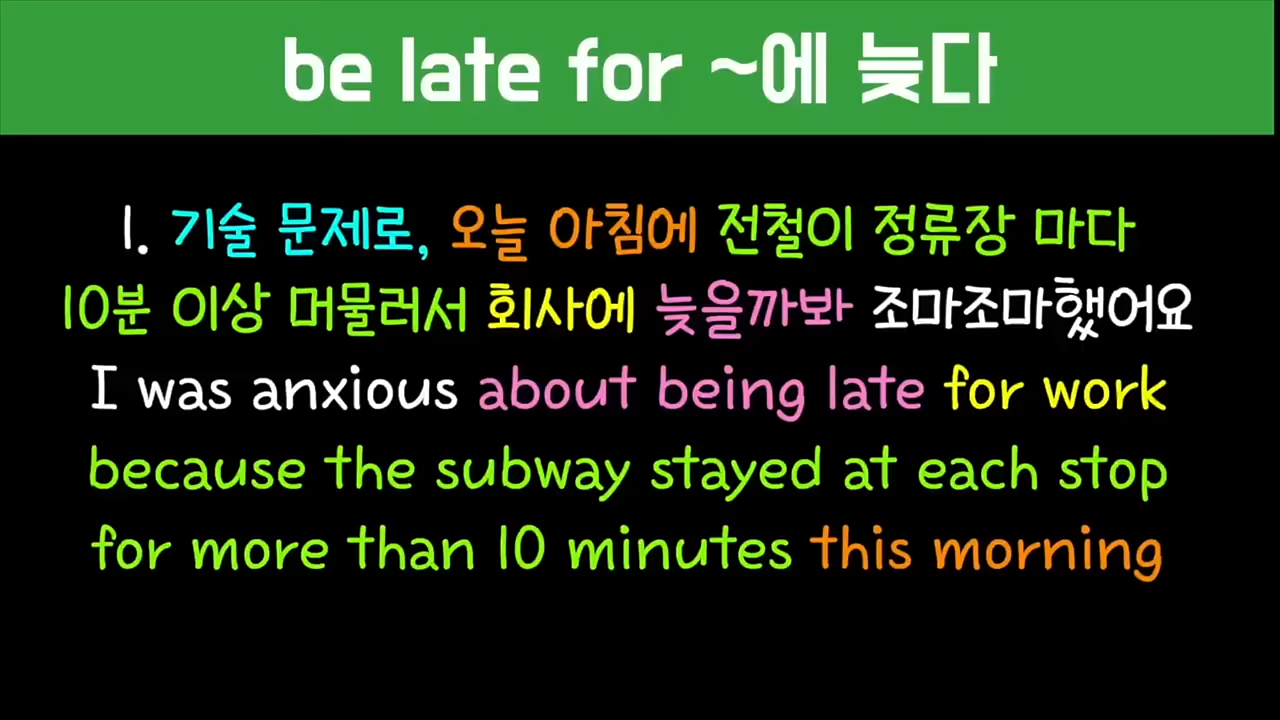 be late for ~에 늦다
1. 기술 문제로, 오늘 아침에 전철이 정류장 마다
10분 이상 머물러서 회사에 늦을까봐 조마조마했어요
I was anxious about being late for work
because the subway stayed at each stop
for more than 10 minutes this morning